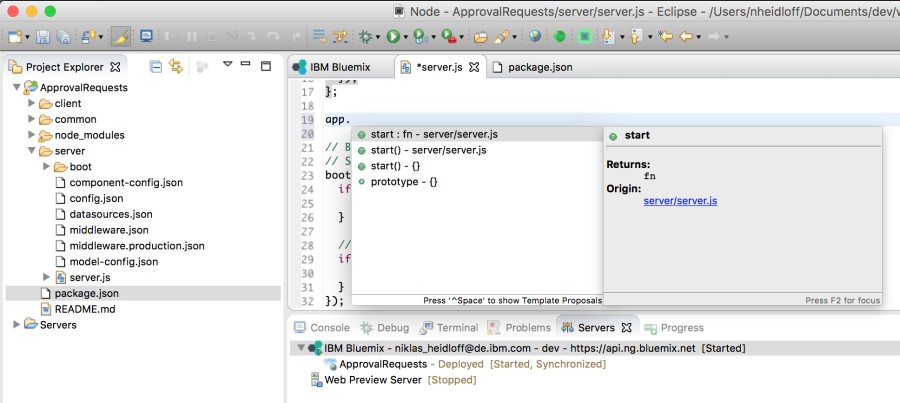 Node - ApprovalRequests/server/server.js - Eclipse - /Users/nheidloff/Documents/dev/
Project Explorer
ApprovalRequests
client
common
node_modules
server
boot
component-config.json
config.json
datasources.json
middleware.json
middleware.production.json
model-config.json
server.js
package.json
README.md
Servers
IBM Bluemix
*server.js
package.json
17 };
18
19 app.
20
21 // B
22 // S
23 boot
24 if
25
26 }
27
28 //
29 if
30
31 }
32 });
start : fn - server/server.js
start() - server/server.js
start() - {}
prototype - {}
Press '^Space' to show Template Proposals
start
Returns:
fn
Origin:
server/server.js
Press F2 for focus
Console
Debug
Terminal
Problems
Servers
Progress
IBM Bluemix - niklas_heidloff@de.ibm.com - dev - https://api.ng.bluemix.net [Started]
ApprovalRequests - Deployed [Started, Synchronized]
Web Preview Server [Stopped]